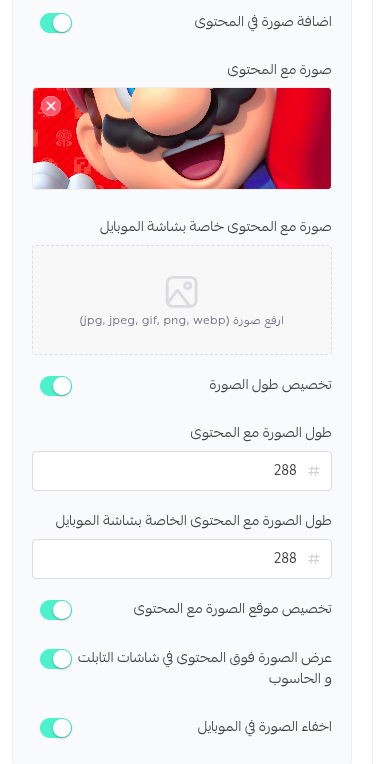 اضافة صورة في المحتوى
صورة مع المحتوى
صورة مع المحتوى خاصة بشاشة الموبايل
ارفع صورة (jpg, jpeg, gif, png, webp)
تخصيص طول الصورة
طول الصورة مع المحتوى
# 288
طول الصورة مع المحتوى الخاصة بشاشة الموبايل
# 288
تخصيص موقع الصورة مع المحتوى
عرض الصورة فوق المحتوى في شاشات التابلت
و الحاسوب
اخفاء الصورة في الموبايل